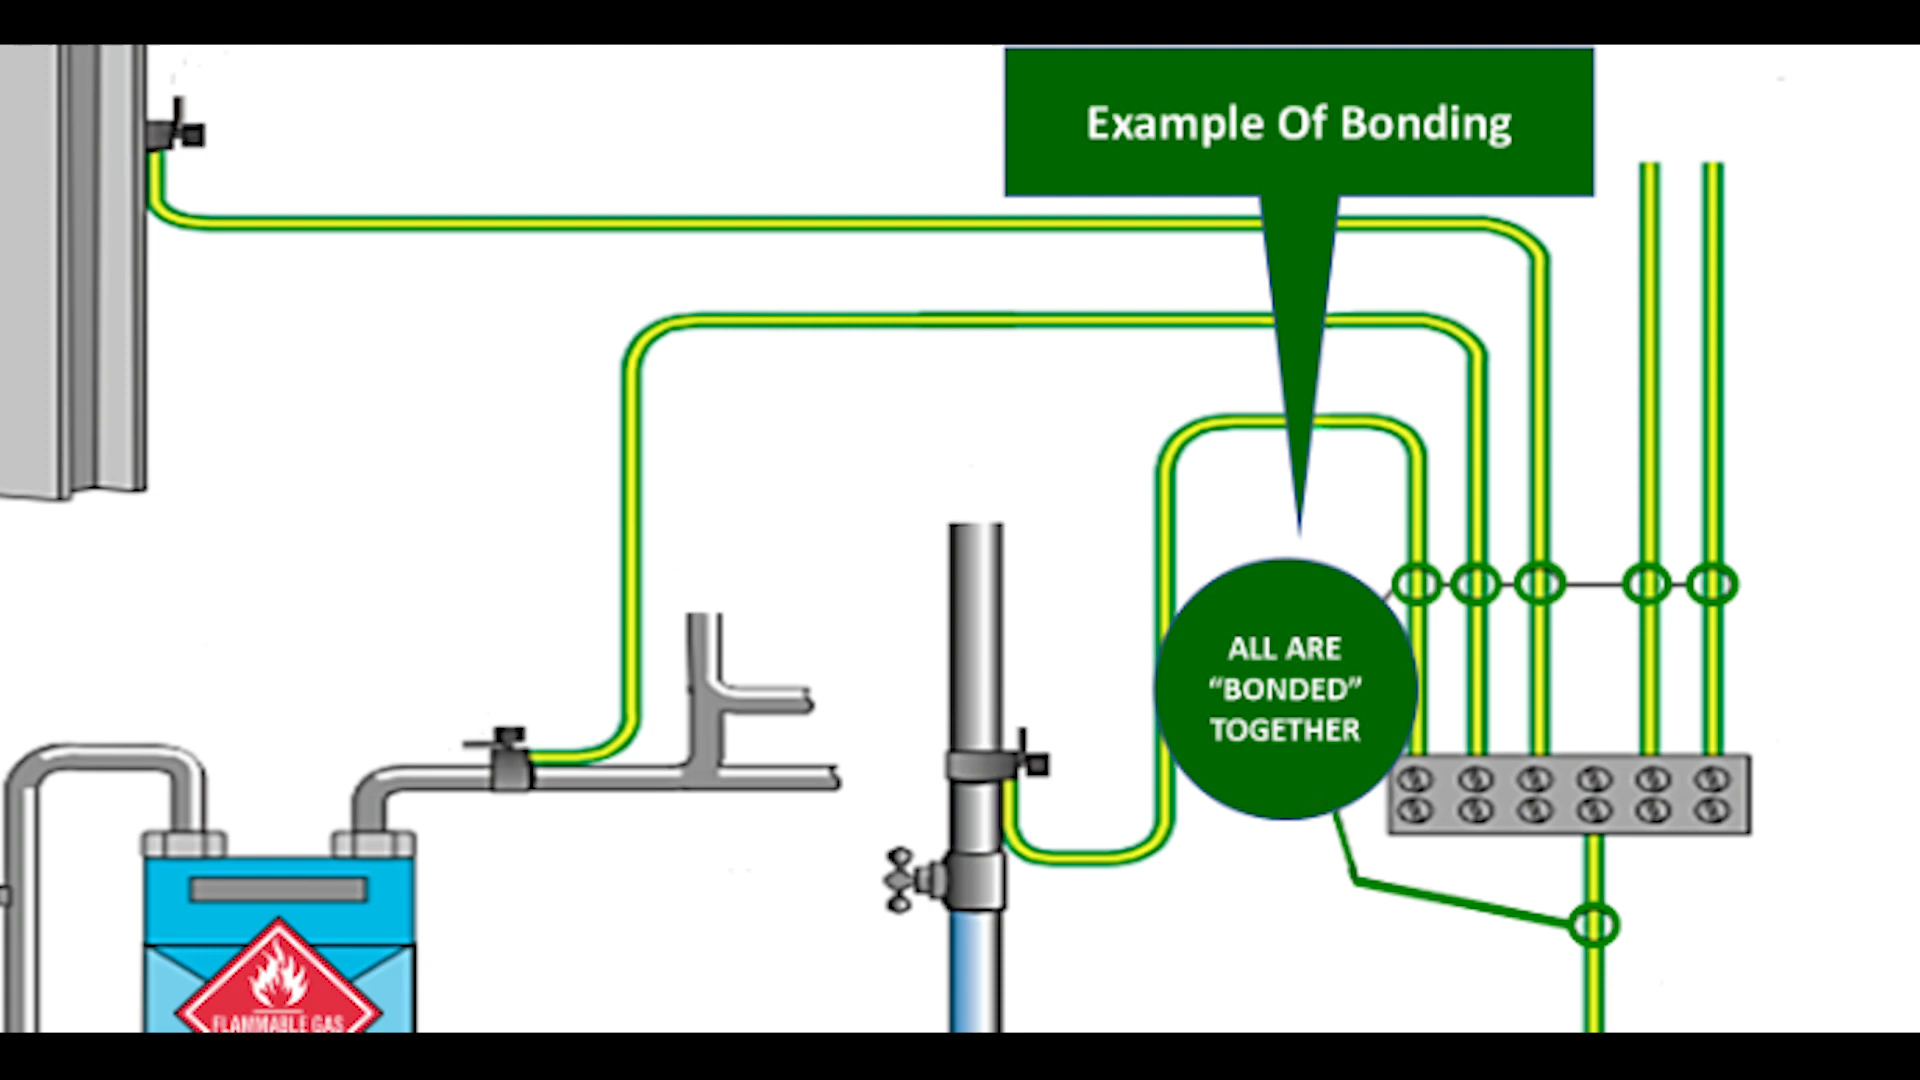 Example Of Bonding
ALL ARE
“BONDED”
TOGETHER
FLAMMABLE GAS